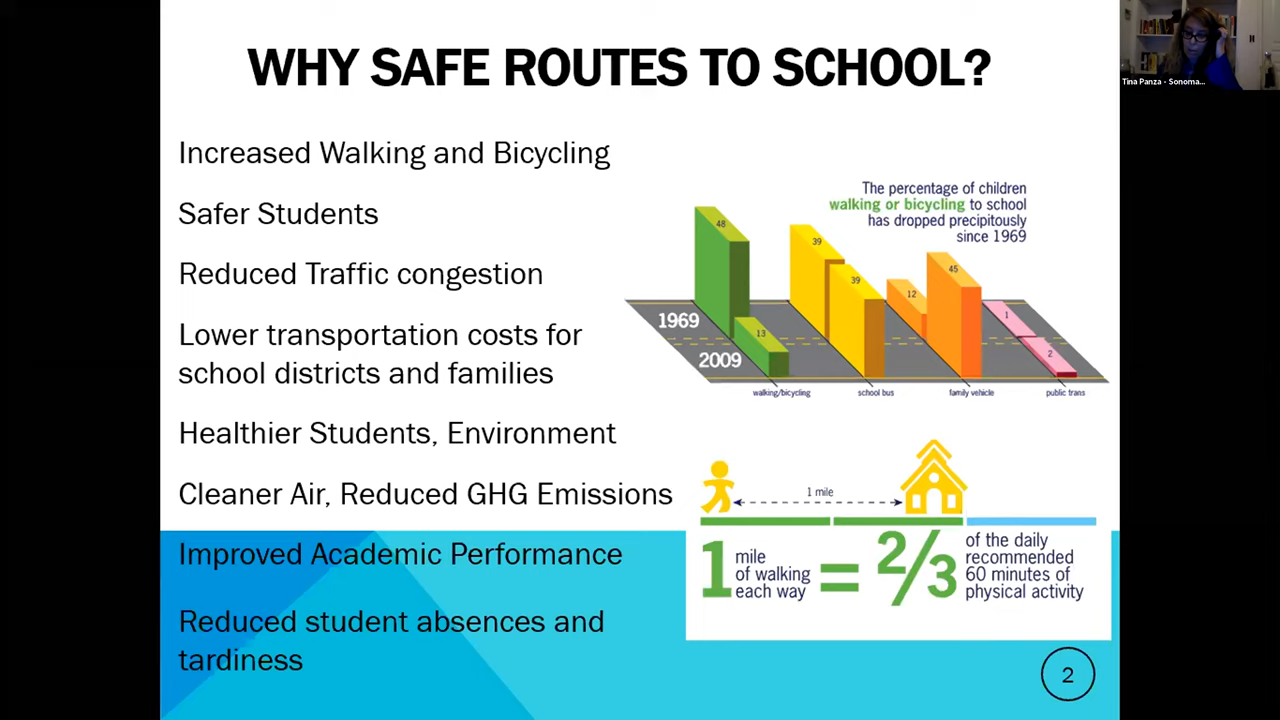 WHY SAFE ROUTES TO SCHOOL?
Tina Panza - Sonoma...
Increased Walking and Bicycling
Safer Students
Reduced Traffic congestion
Lower transportation costs for
school districts and families
Healthier Students, Environment
Cleaner Air, Reduced GHG Emissions
Improved Academic Performance
Reduced student absences and
tardiness
The percentage of children
walking or bicycling to school
has dropped precipitously
since 1969
48
39
39
12
45
1
13
2
1969
2009
walking/bicycling
school bus
family vehicle
public trans
1 mile
1 mile
of walking
each way
=
2/3
of the daily
recommended
60 minutes of
physical activity
2